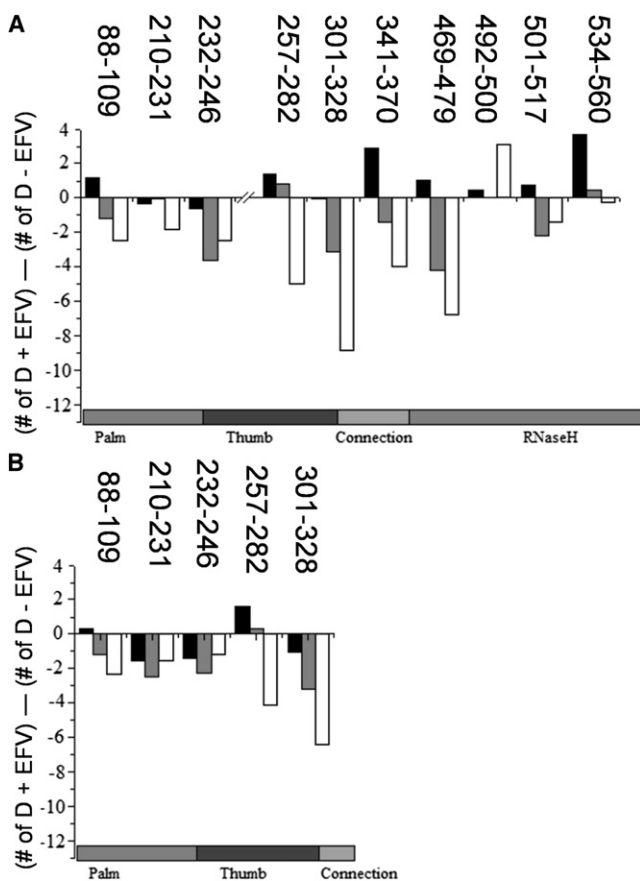 A
88-109 210-231 232-246 257-282 301-328 341-370 469-479 492-500 501-517 534-560
(# of D + EFV) — (# of D - EFV)
4
2
0
-2
-4
-6
-8
-10
-12
Palm Thumb Connection RNaseH
B
88-109 210-231 232-246 257-282 301-328
(# of D + EFV) — (# of D - EFV)
4
2
0
-2
-4
-6
-8
-10
-12
Palm Thumb Connection